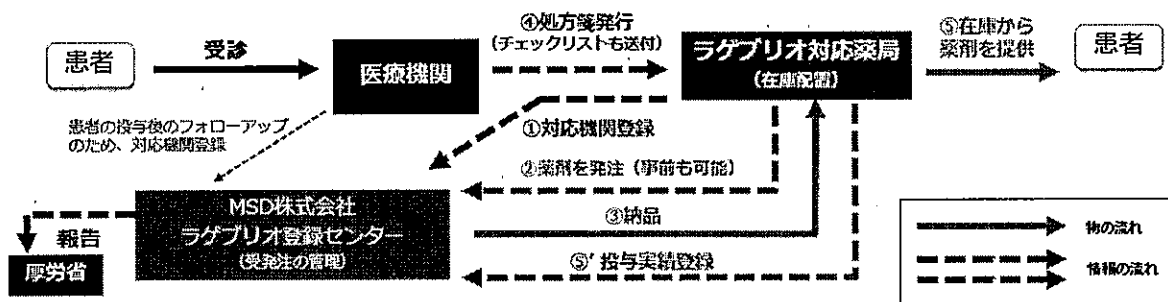 ④処方箋発行
(チェックリストも送付)
患者
受診
医療機関
ラゲブリオ対応薬局
(在庫配置)
⑤在庫から
薬剤を提供
患者
患者の投与後のフォローアップ
のため、対応機関登録
①対応機関登録
②薬剤を発注(事前も可能)
MSD株式会社
ラゲブリオ登録センター
(受発注の管理)
③納品
報告
厚労省
⑤’投与実績登録
物の流れ
情報の流れ